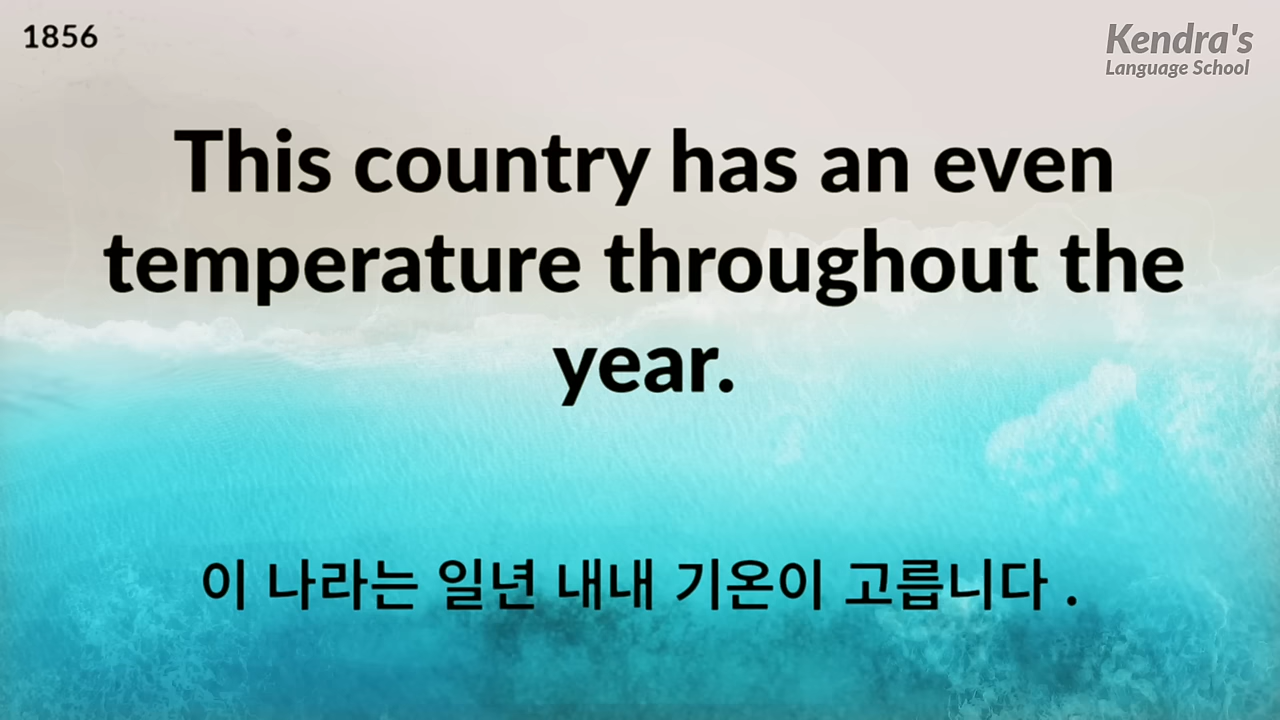 1856
Kendra's
Language School
This country has an even
temperature throughout the
year.
이 나라는 일년 내내 기온이 고릅니다 .